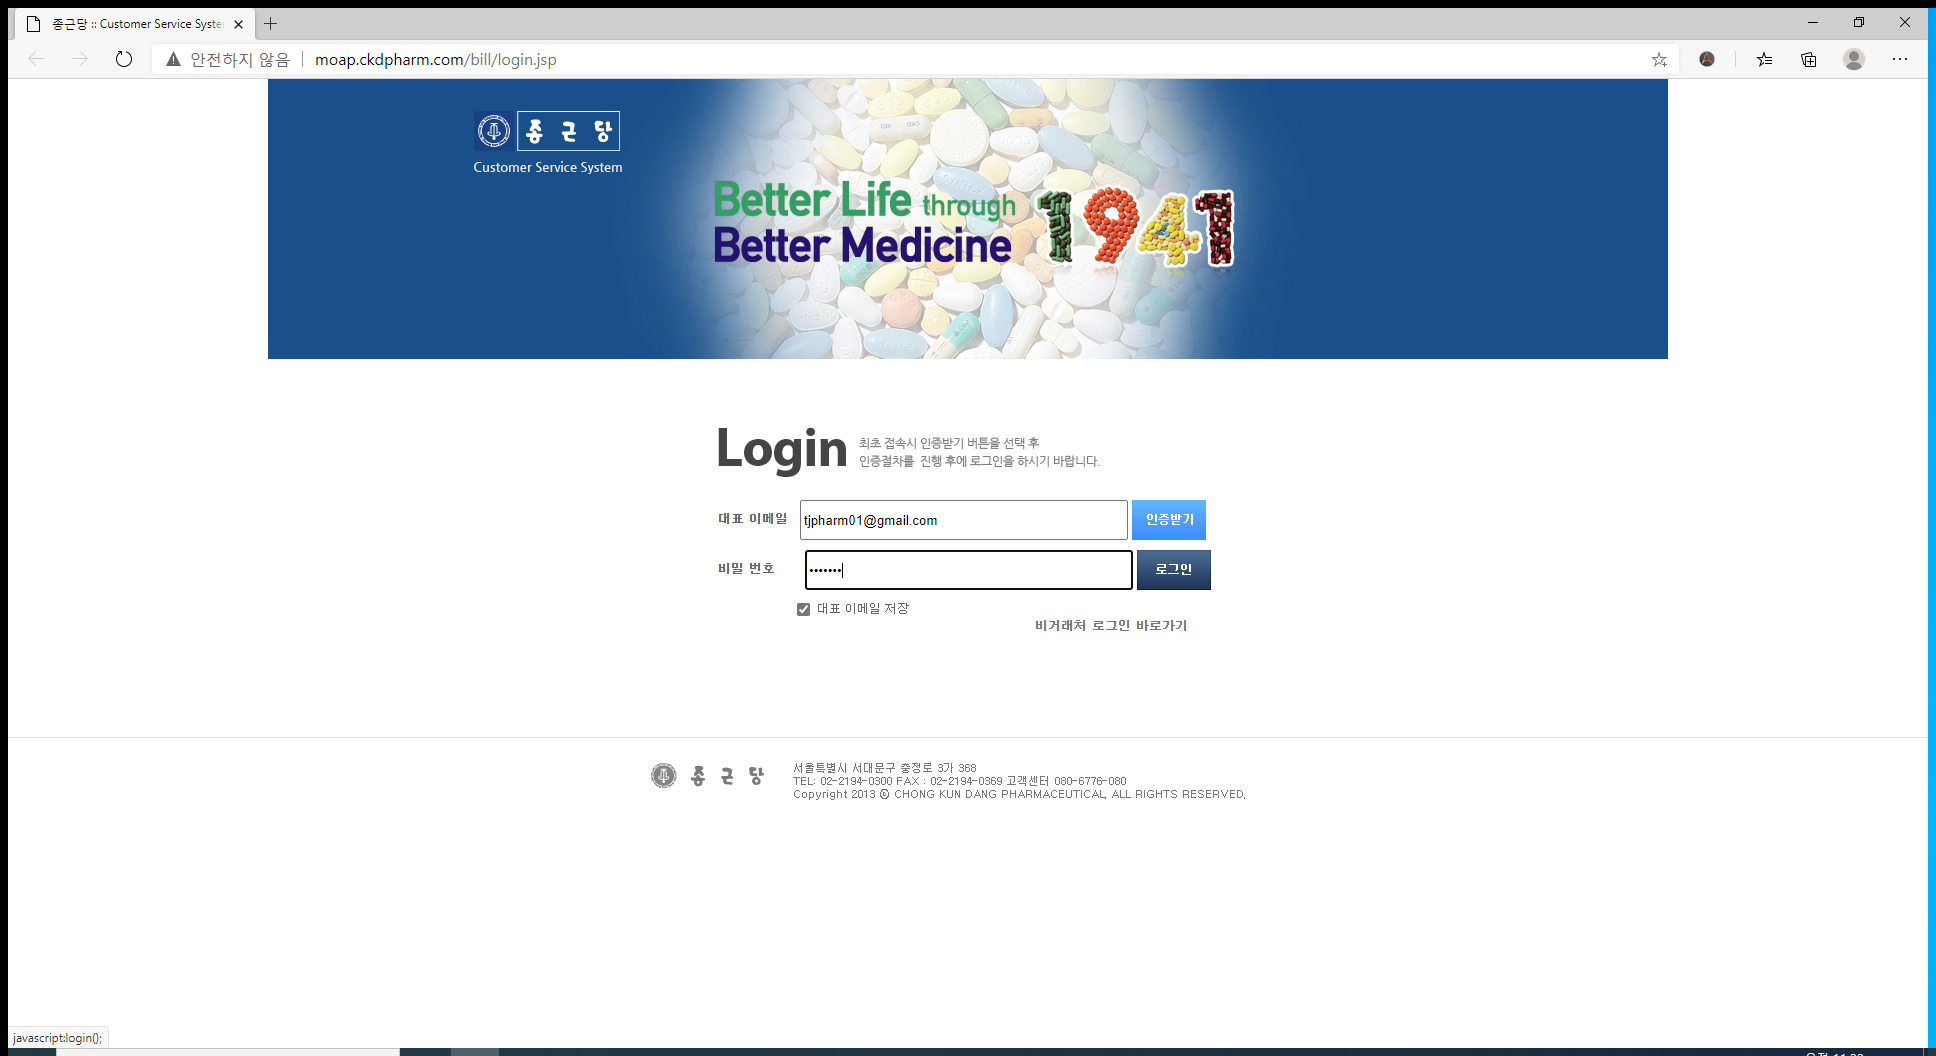 종근당 :: Customer Service Syste
안전하지 않음
moap.ckdpharm.com/bill/login.jsp
종근당
Customer Service System
Better Life through
Better Medicine
1941
Login
최초 접속시 인증받기 버튼을 선택 후
인증절차를 진행 후에 로그인을 하시기 바랍니다.
대표 이메일
tjpharm01@gmail.com
인증받기
비밀 번호
•••••••
로그인
대표 이메일 저장
비거래처 로그인 바로가기
종근당
서울특별시 서대문구 충정로 3가 368
TEL: 02-2194-0300 FAX : 02-2194-0369 고객센터 080-6776-080
Copyright 2013 ⓒ CHONG KUN DANG PHARMACEUTICAL. ALL RIGHTS RESERVED.
javascript:login();